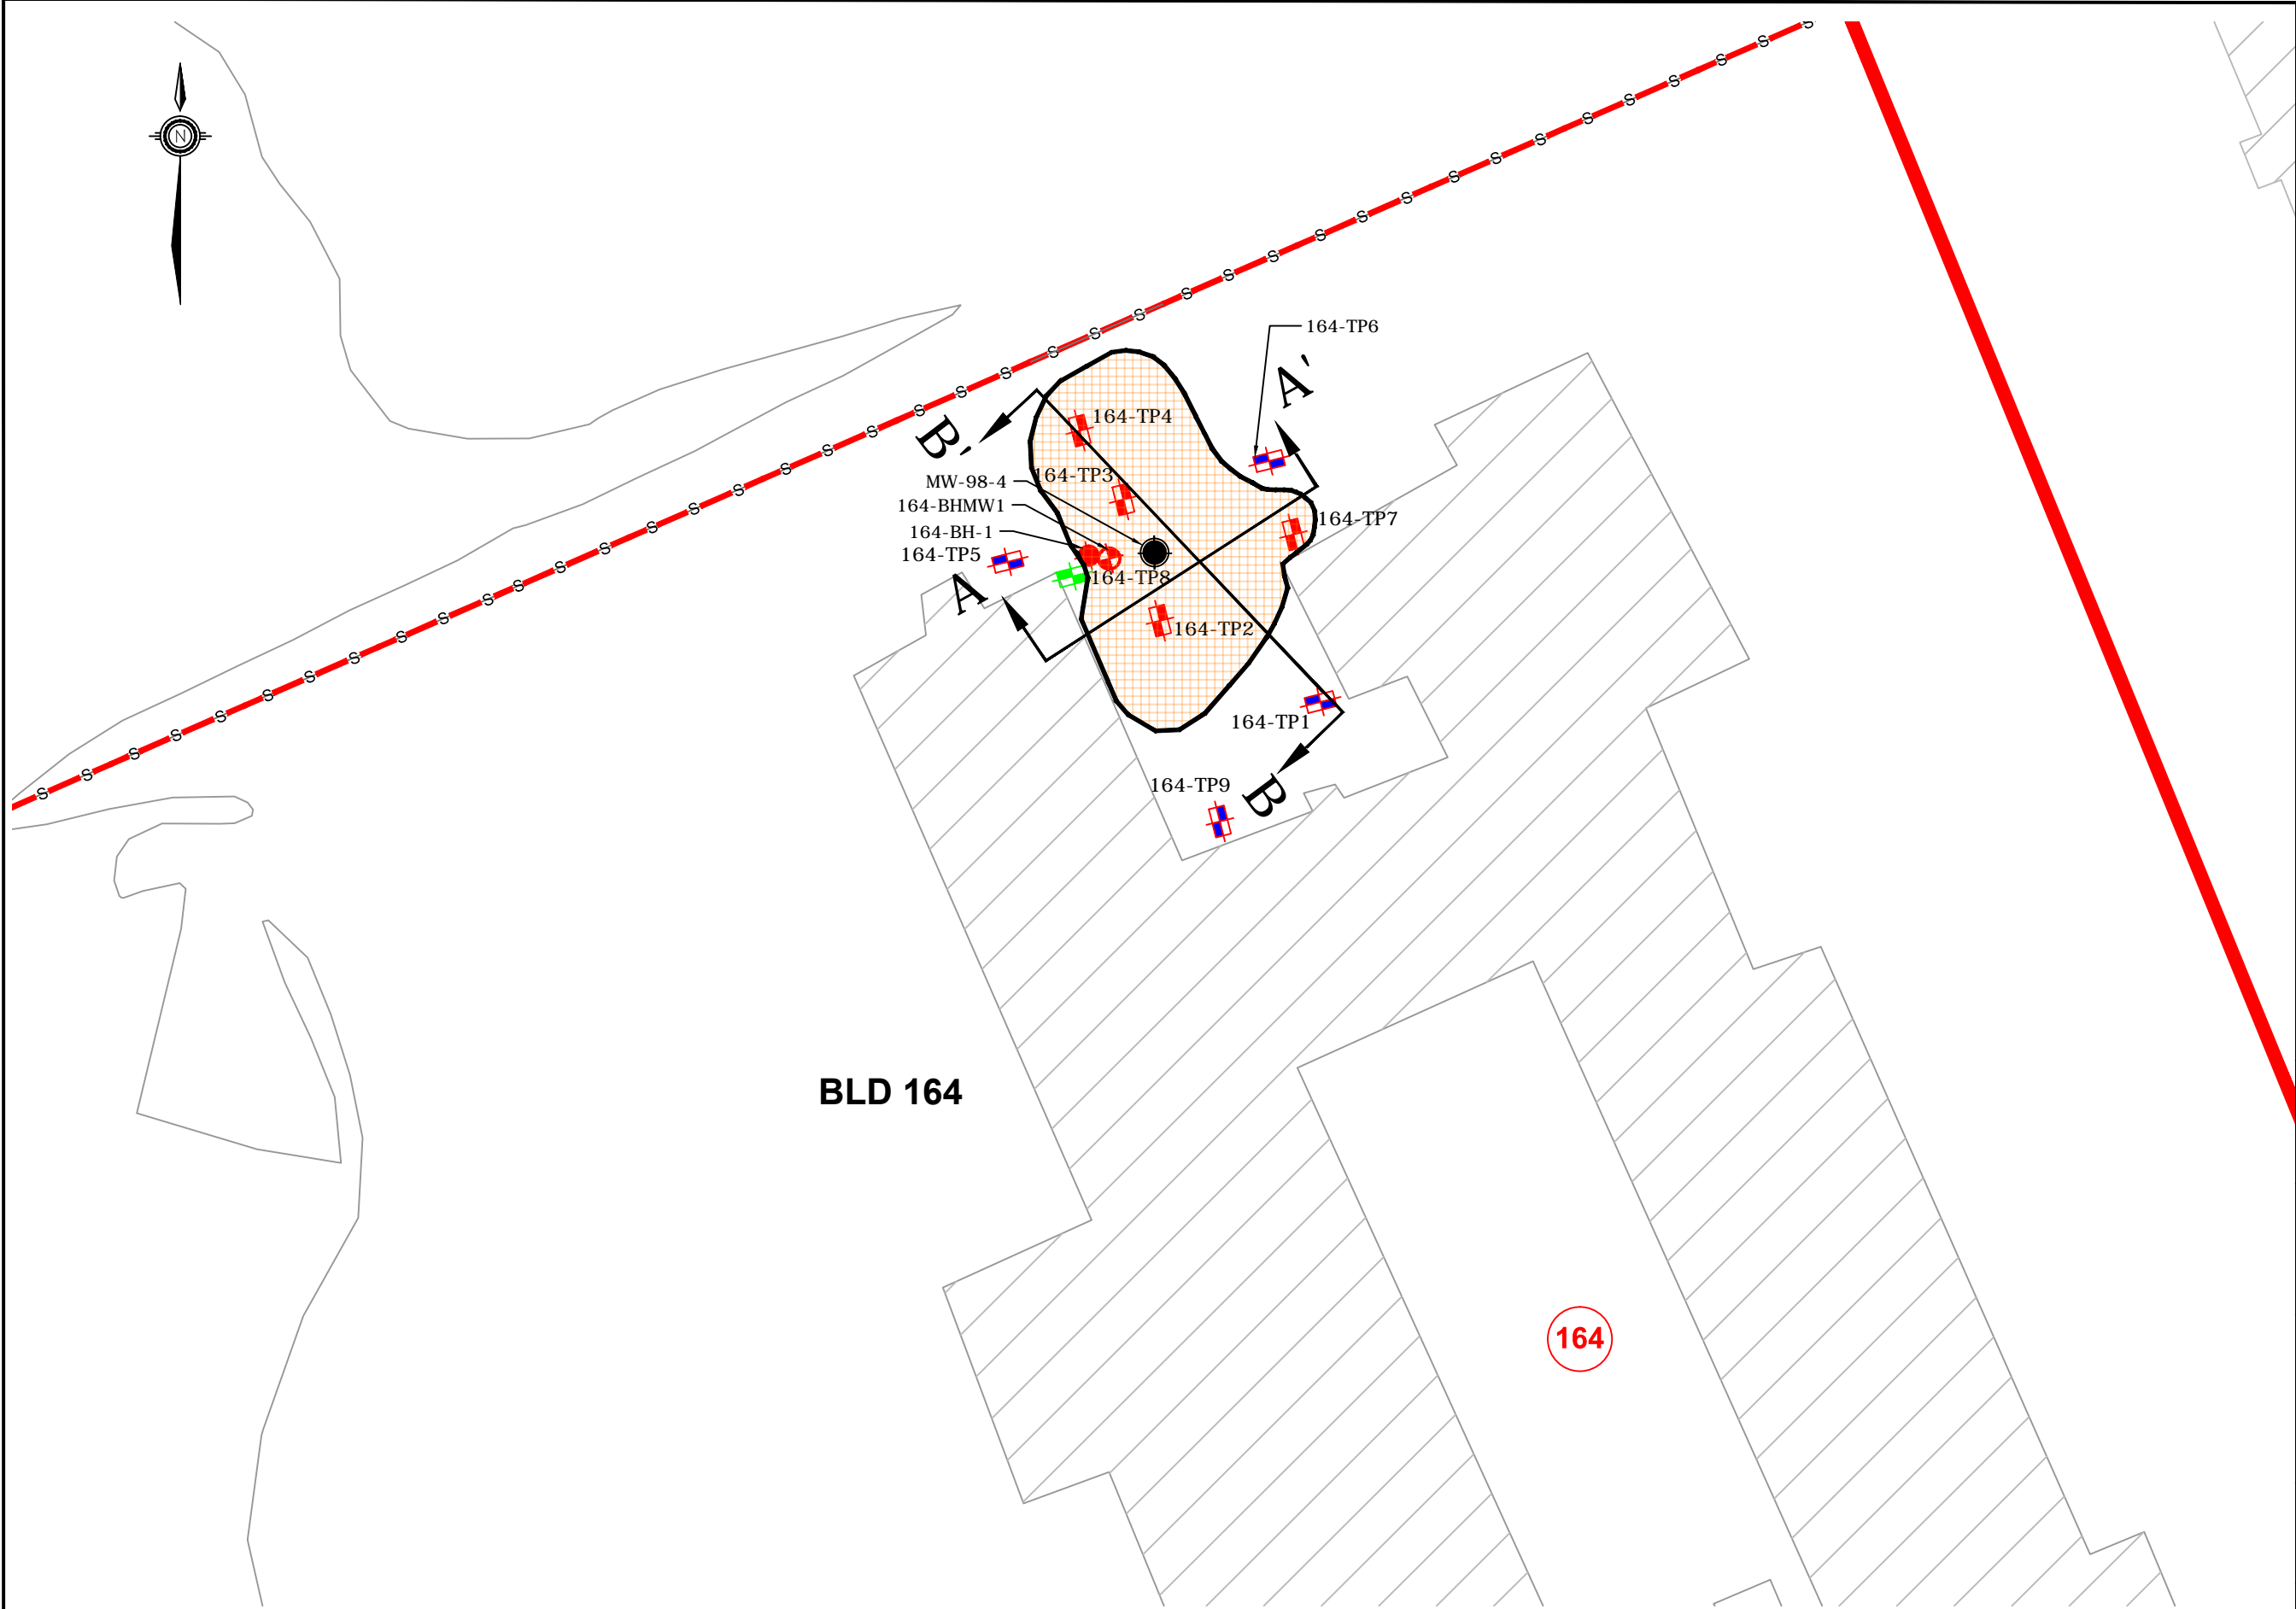 N
164-TP6
A'
B'
164-TP4
164-TP3
MW-98-4
164-BHMW1
164-BH-1
164-TP7
164-TP5
164-TP8
A
164-TP2
164-TP1
164-TP9
B
BLD 164
164
S S S S S S S S S S S S S S S S S S S S S S S S S S S S S S S S S S S S S S S S S